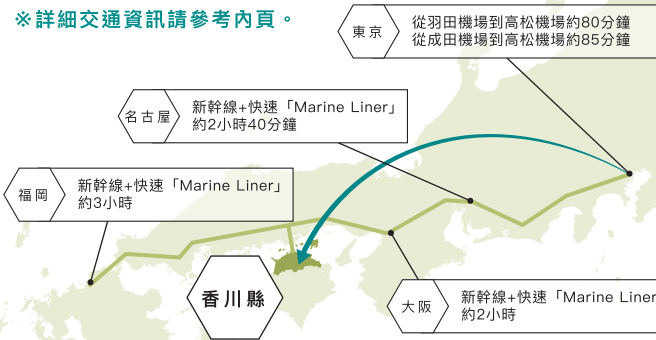 ※詳細交通資訊請參考內頁。
東京
從羽田機場到高松機場約80分鐘
從成田機場到高松機場約85分鐘
名古屋
新幹線+快速「Marine Liner」
約2小時40分鐘
福岡
新幹線+快速「Marine Liner」
約3小時
香川縣
大阪
新幹線+快速「Marine Liner
約2小時